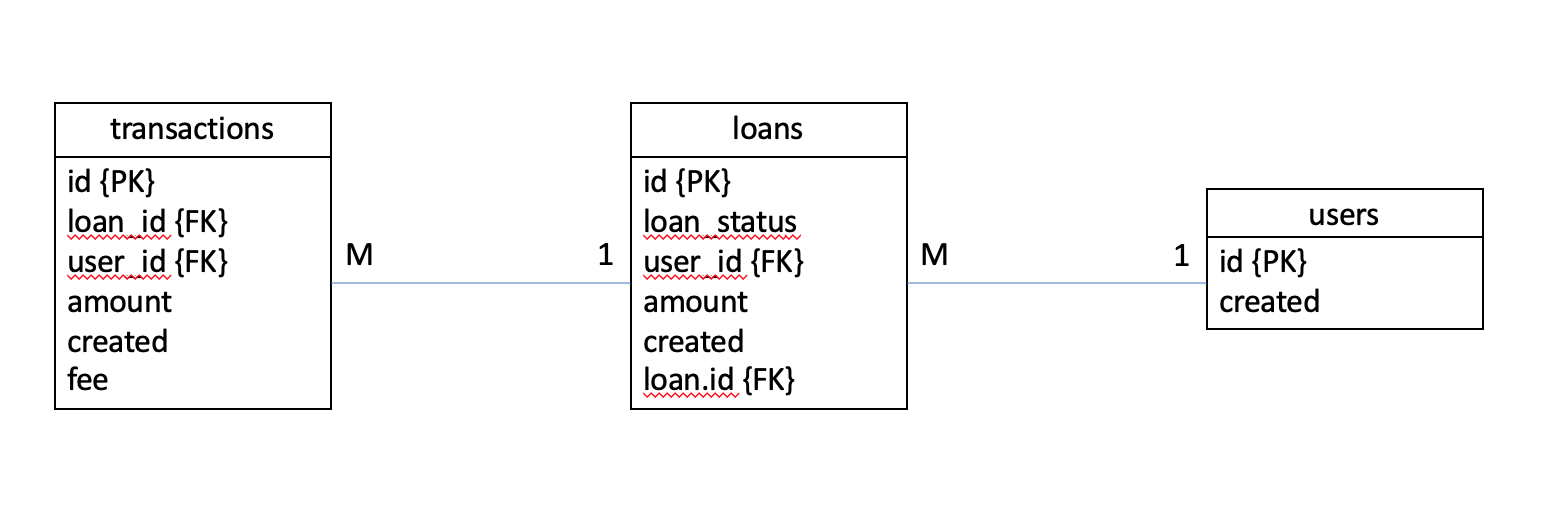 transactions
id {PK}
loan_id {FK}
user_id {FK}
amount
created
fee
M
1
loans
id {PK}
loan_status
user_id {FK}
amount
created
loan.id {FK}
M
1
users
id {PK}
created